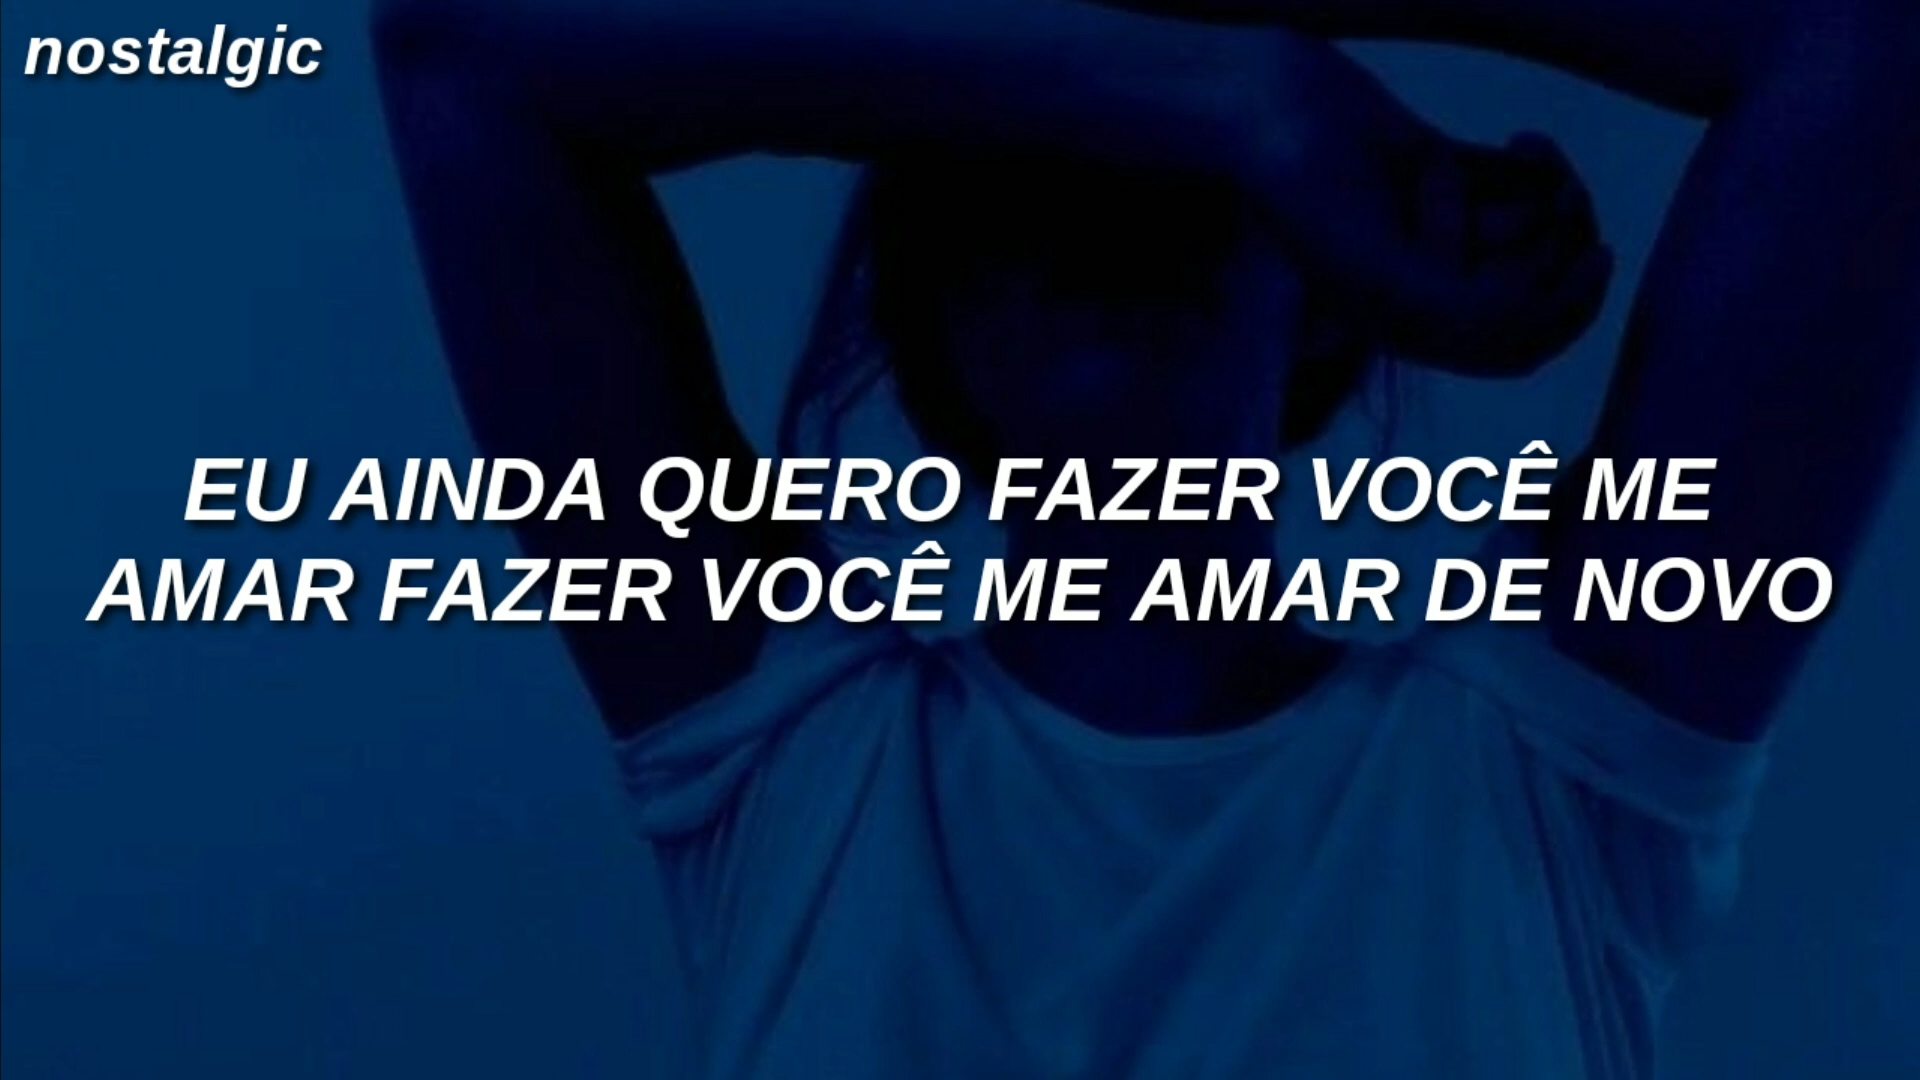 nostalgic
EU AINDA QUERO FAZER VOCÊ ME
AMAR FAZER VOCÊ ME AMAR DE NOVO